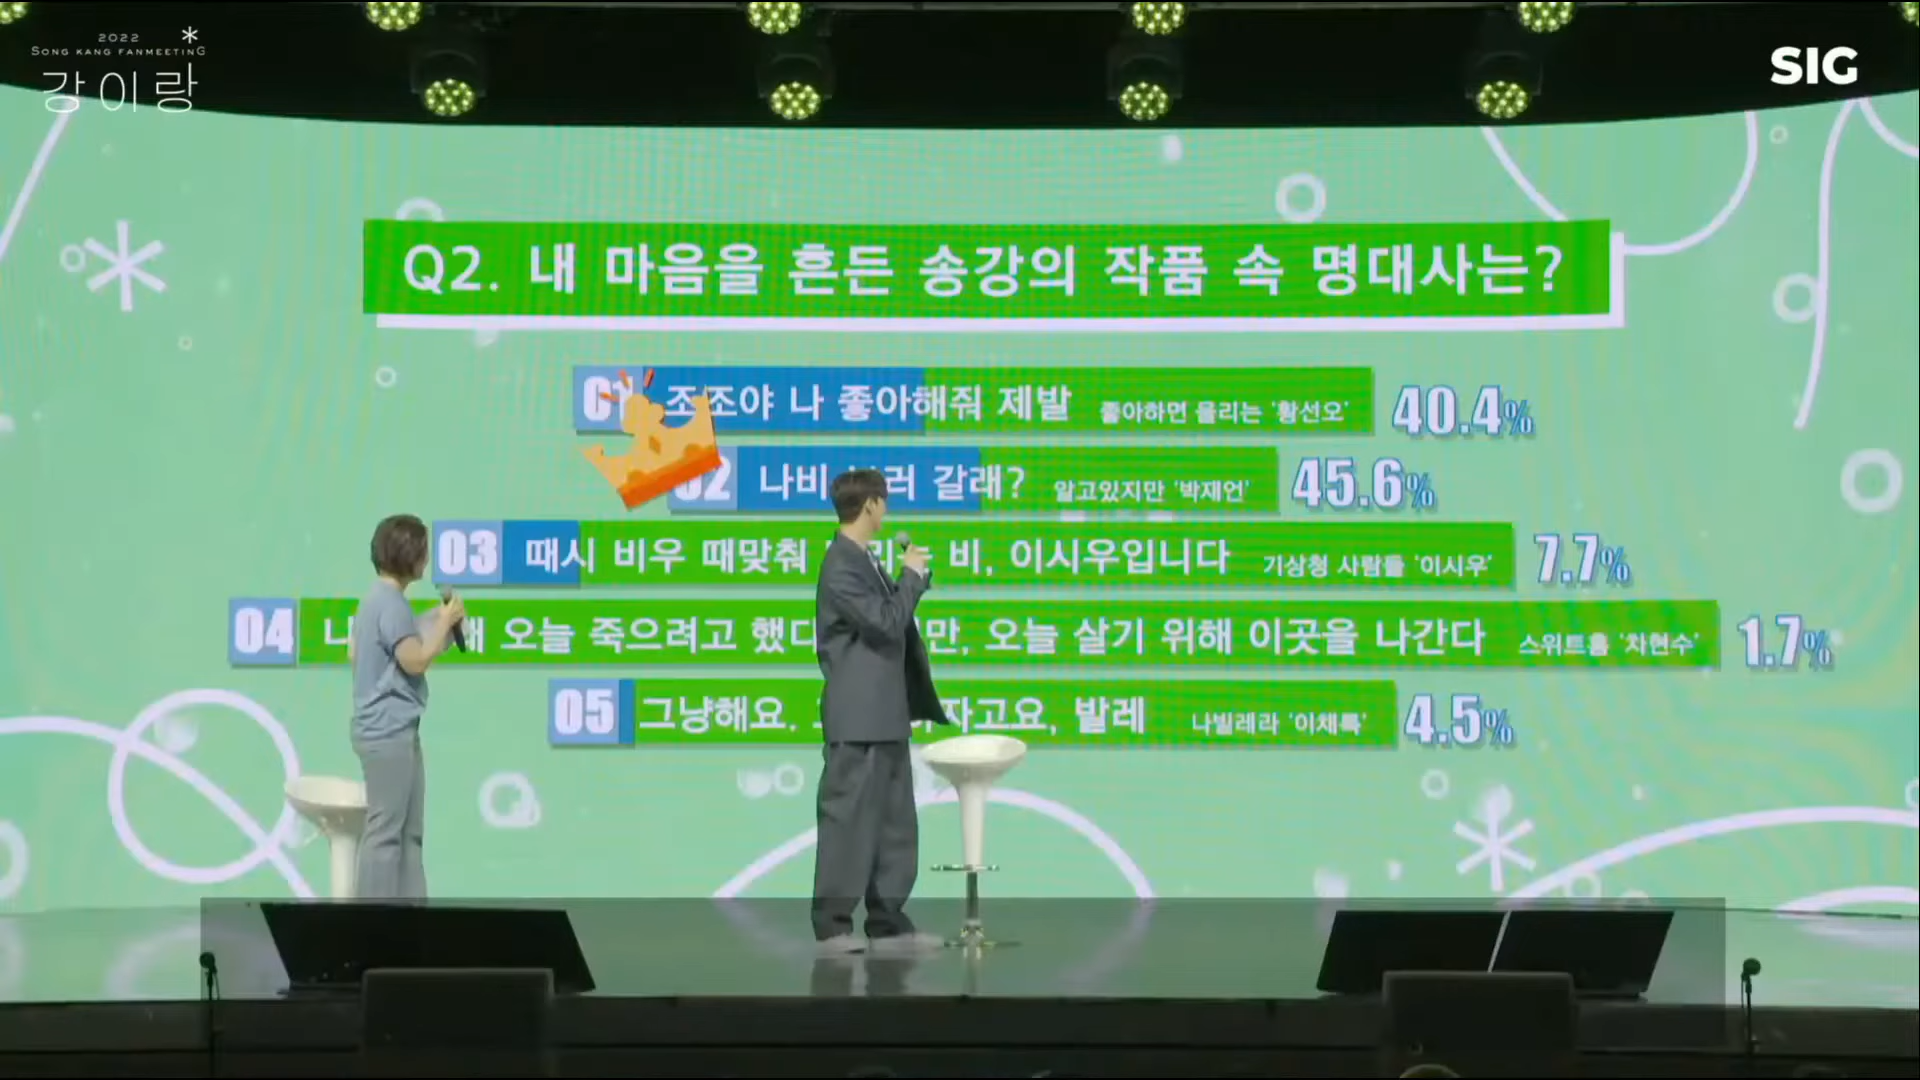 2022
SONG KANG FANMEETING
강이랑
SIG
Q2. 내 마음을 흔든 송강의 작품 속 명대사는?
조조야 나 좋아해줘 제발 좋아하면 울리는 '황선오' 40.4%
02 나비 갈래? 알고있지만 '박재언' 45.6%
03 때시 비우 때맞춰 비, 이시우입니다 기상청 사람들 '이시우' 7.7%
04 오늘 죽으려고 오늘 살기 위해 이곳을 나간다 스위트홈 '차현수' 1.7%
05 그냥해요. 발레 나빌레라 '이채록' 4.5%